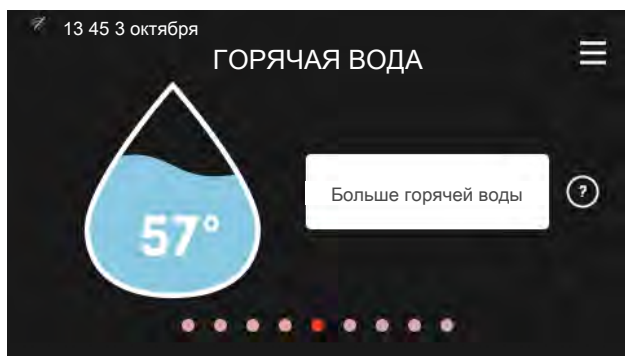 13 45 3 октября
ГОРЯЧАЯ ВОДА
57°
Больше горячей воды
?